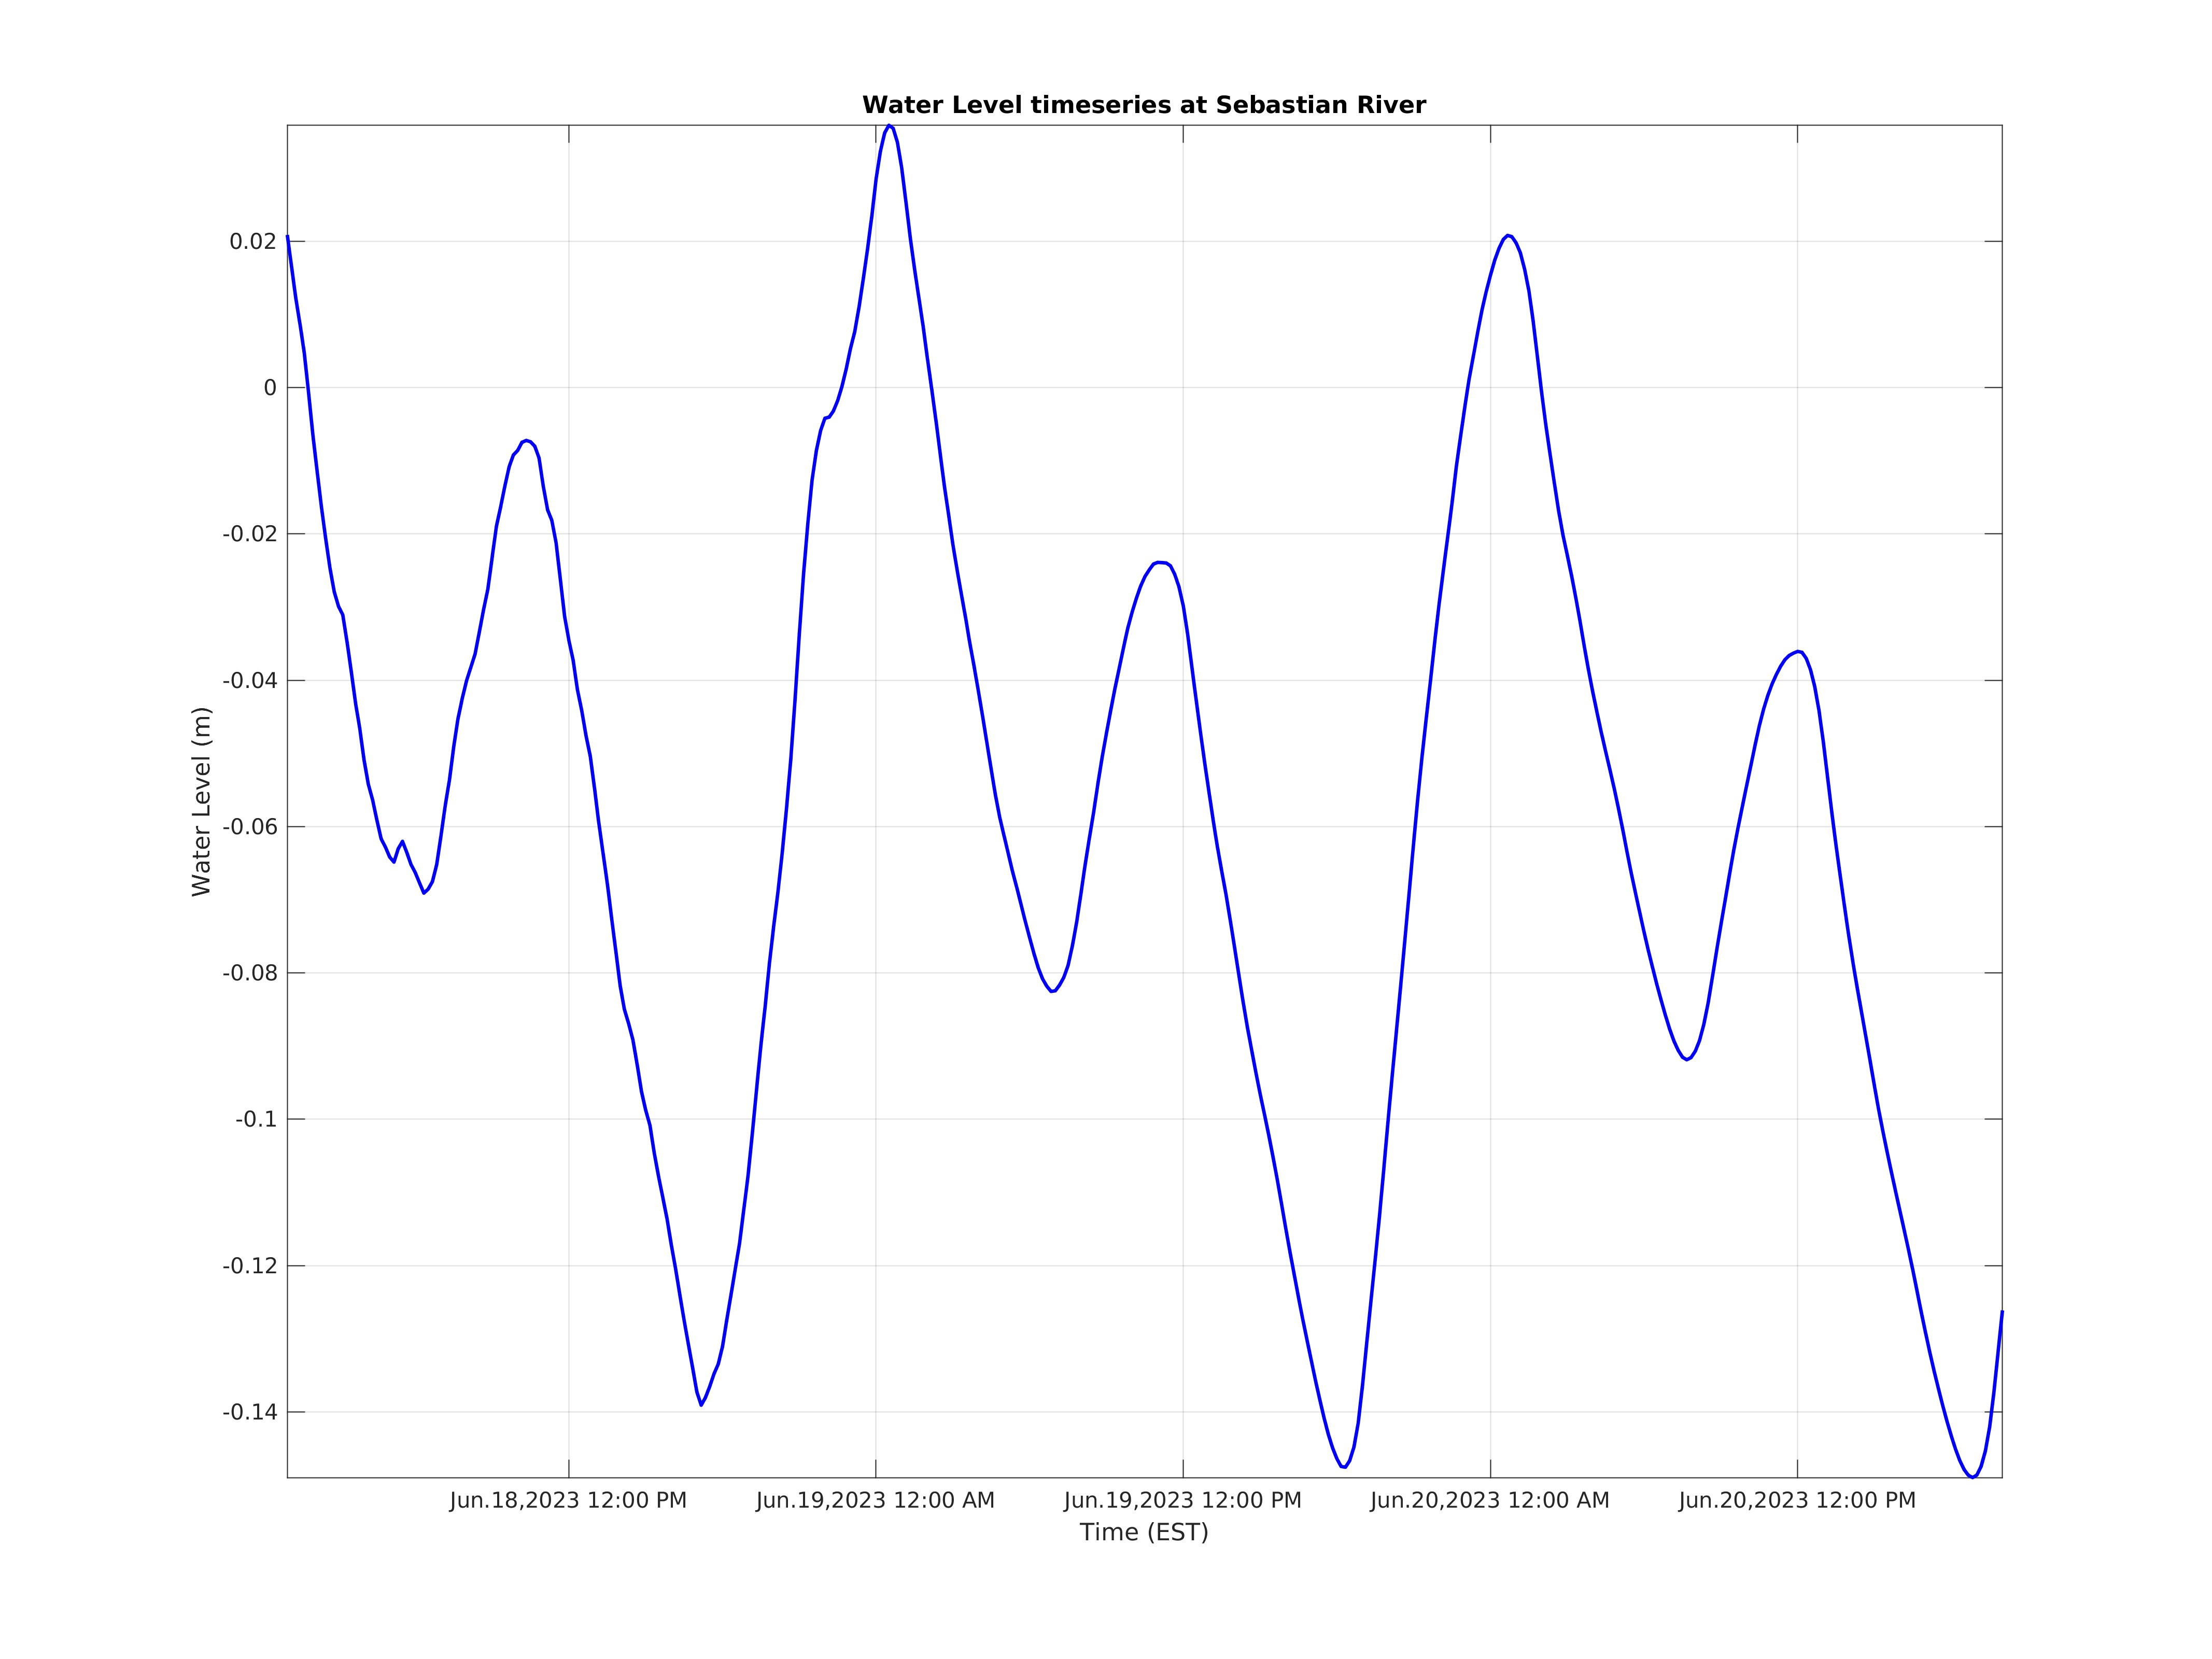 Water Level timeseries at Sebastian River
0.02
0
-0.02
-0.04
-0.06
-0.08
-0.1
-0.12
-0.14
Water Level (m)
Jun.18,2023 12:00 PM
Jun.19,2023 12:00 AM
Jun.19,2023 12:00 PM
Jun.20,2023 12:00 AM
Jun.20,2023 12:00 PM
Time (EST)